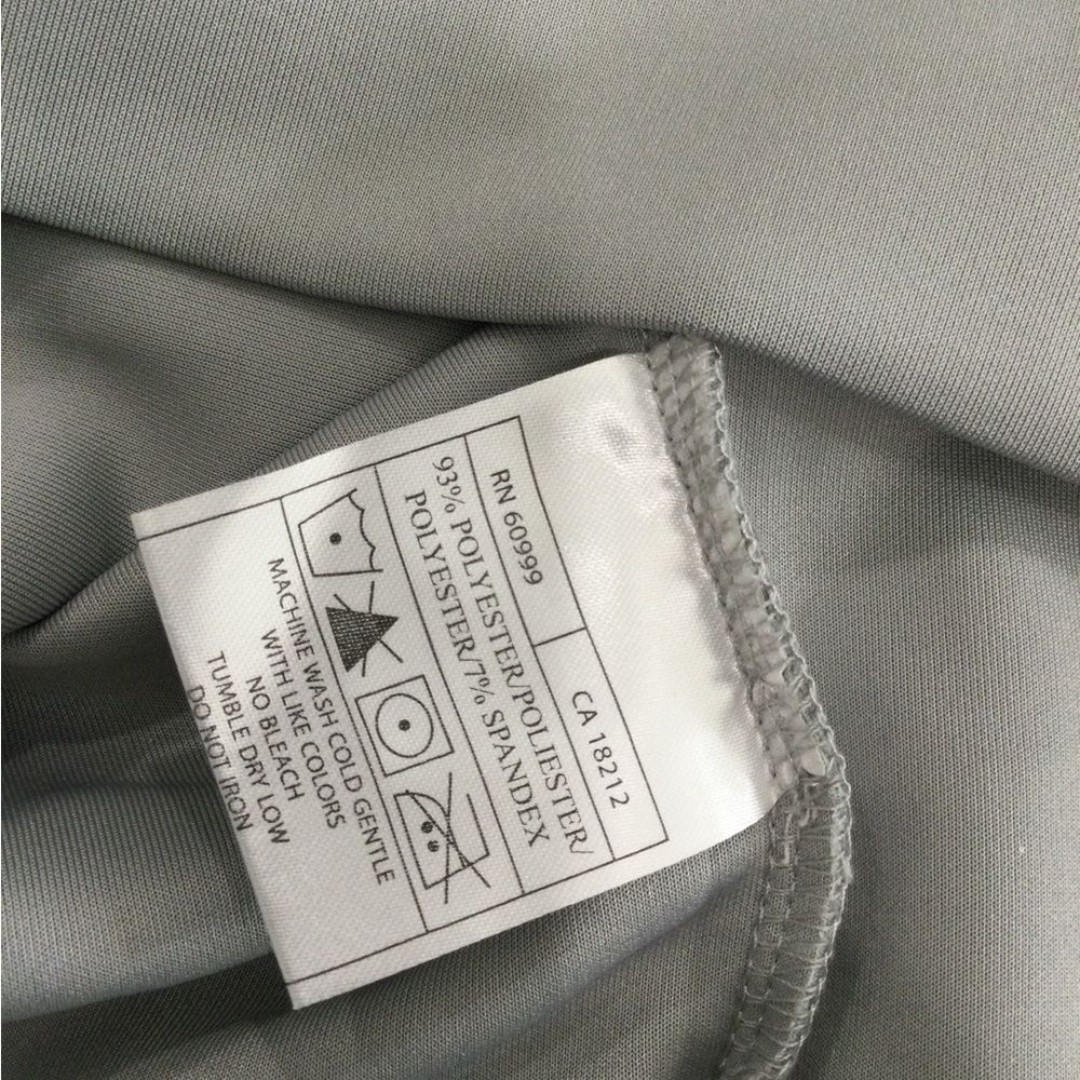 RN 60999
CA 18212
93% POLYESTER/POLIESTER/
POLYESTER/7% SPANDEX
MACHINE WASH COLD GENTLE
WITH LIKE COLORS
NO BLEACH
TUMBLE DRY LOW
DO NOT IRON